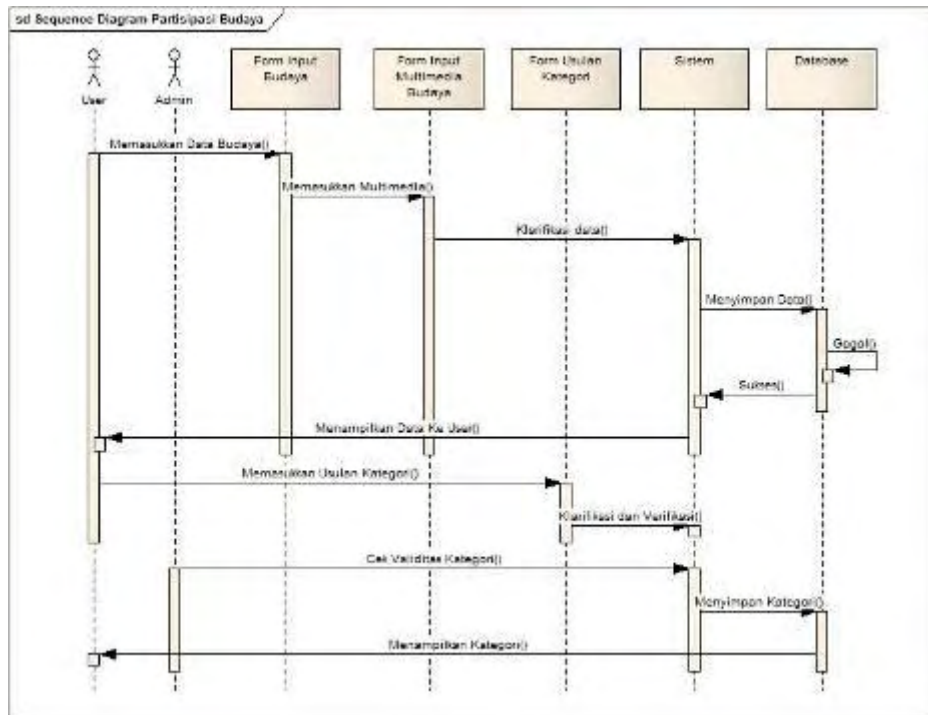 sd Sequence Diagram Partisipasi Budaya
User
Admin
Form Input
Budaya
Form Input
Multimedia
Budaya
Form Usulan
Kategori
Sistem
Database
Memasukkan Data Budaya()
Memasukkan Multimedia()
Klarifikasi data()
Menyimpan Data()
Gagal()
Sukses()
Menampilkan Data Ke User()
Memasukkan Usulan Kategori()
Klarifikasi dan Verifikasi()
Cek Validitas Kategori()
Menyimpan Kategori()
Menampilkan Kategori()